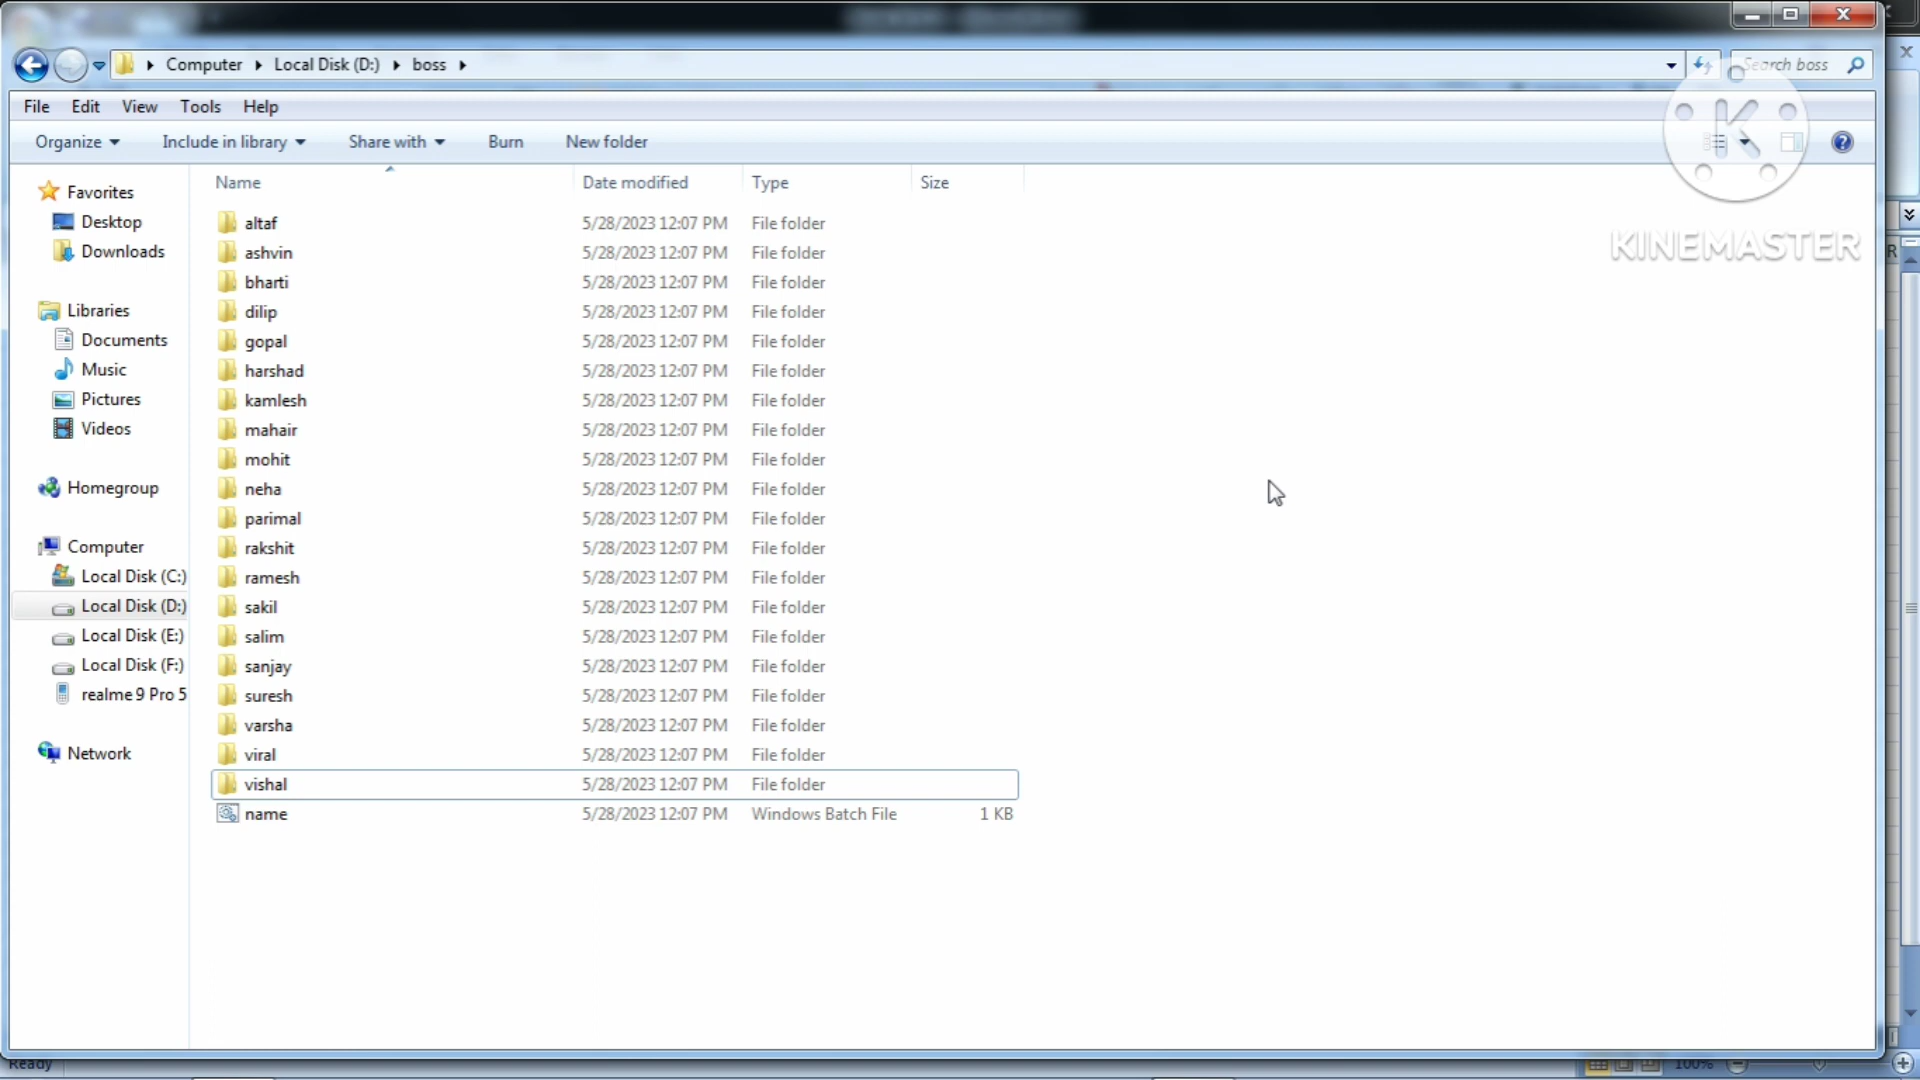 Computer Local Disk (D:) boss Search boss
File Edit View Tools Help
Organize Include in library Share with Burn New folder
KINEMASTER
Name Date modified Type Size
Favorites
Desktop
Downloads
Libraries
Documents
Music
Pictures
Videos
Homegroup
Computer
Local Disk (C:)
Local Disk (D:)
Local Disk (E:)
Local Disk (F:)
realme 9 Pro 5
Network
altaf 5/28/2023 12:07 PM File folder
ashvin 5/28/2023 12:07 PM File folder
bharti 5/28/2023 12:07 PM File folder
dilip 5/28/2023 12:07 PM File folder
gopal 5/28/2023 12:07 PM File folder
harshad 5/28/2023 12:07 PM File folder
kamlesh 5/28/2023 12:07 PM File folder
mahair 5/28/2023 12:07 PM File folder
mohit 5/28/2023 12:07 PM File folder
neha 5/28/2023 12:07 PM File folder
parimal 5/28/2023 12:07 PM File folder
rakshit 5/28/2023 12:07 PM File folder
ramesh 5/28/2023 12:07 PM File folder
sakil 5/28/2023 12:07 PM File folder
salim 5/28/2023 12:07 PM File folder
sanjay 5/28/2023 12:07 PM File folder
suresh 5/28/2023 12:07 PM File folder
varsha 5/28/2023 12:07 PM File folder
viral 5/28/2023 12:07 PM File folder
vishal 5/28/2023 12:07 PM File folder
name 5/28/2023 12:07 PM Windows Batch File 1 KB
R
Ready 100%